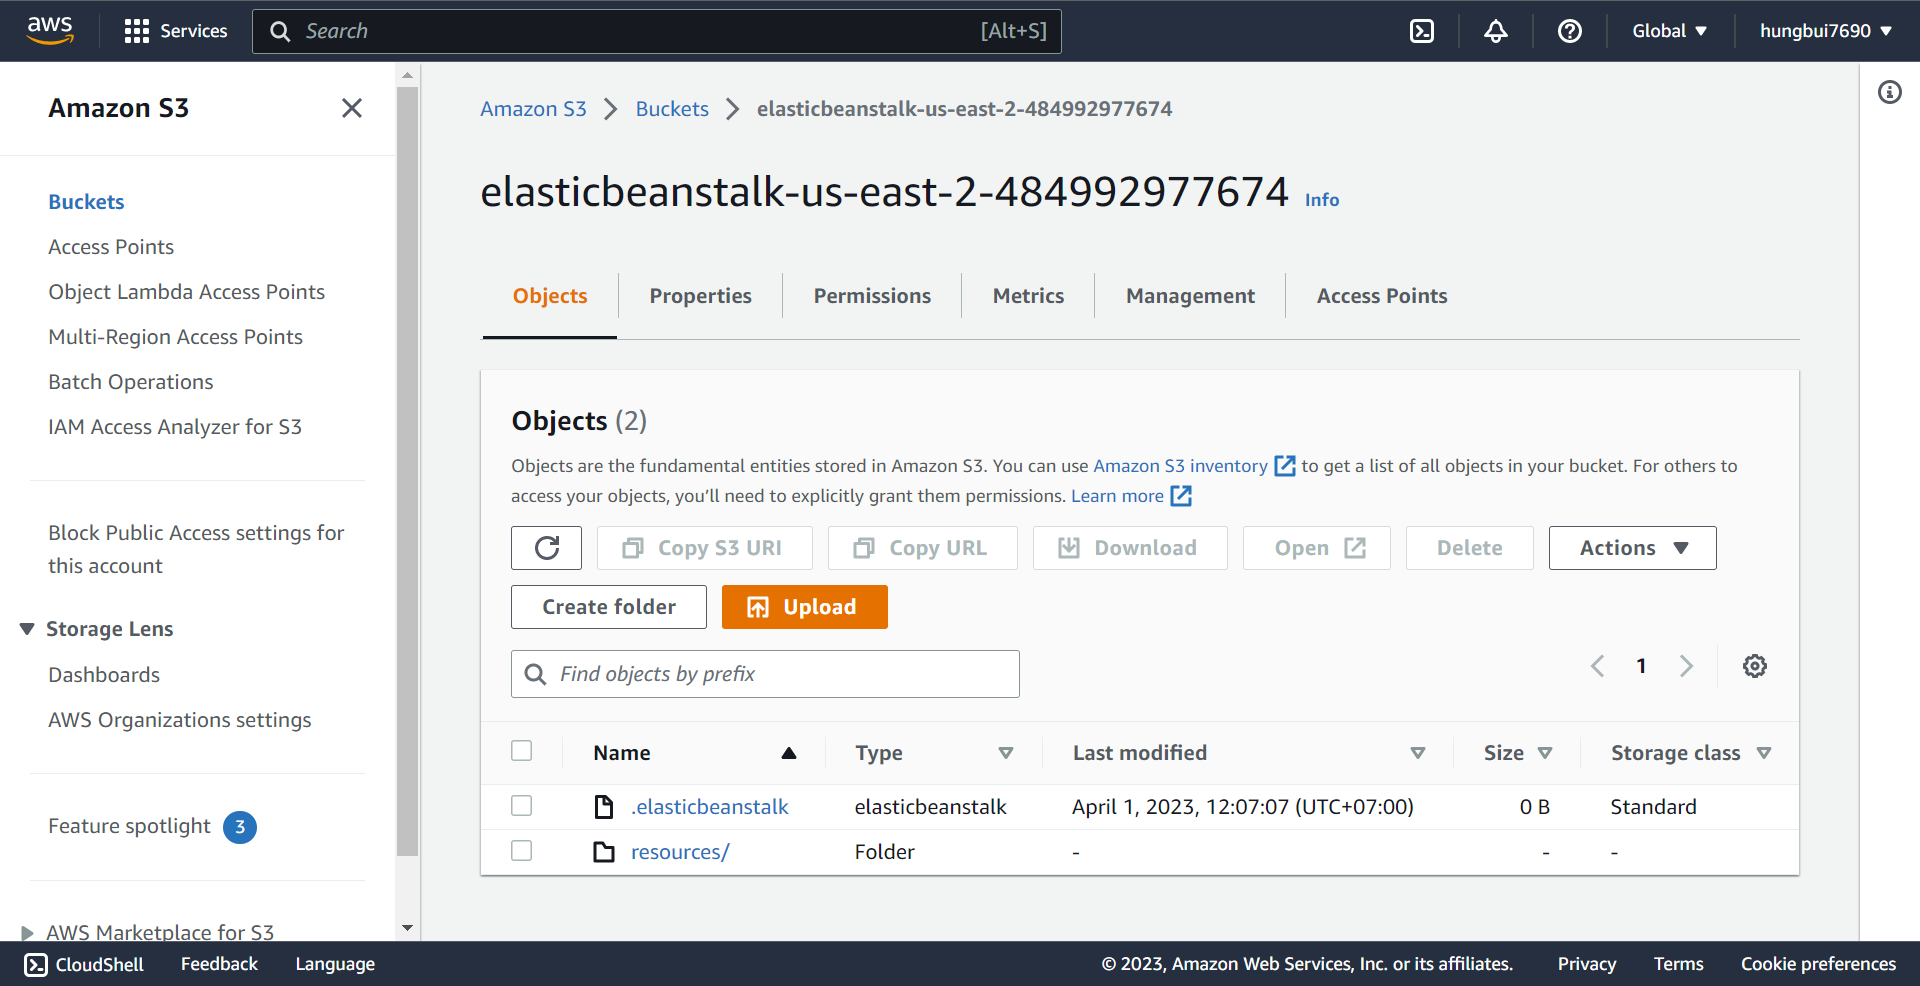 aws
Services
Search [Alt+S]
Global
hungbui7690
Amazon S3
Buckets
Access Points
Object Lambda Access Points
Multi-Region Access Points
Batch Operations
IAM Access Analyzer for S3
Block Public Access settings for
this account
Storage Lens
Dashboards
AWS Organizations settings
Feature spotlight 3
AWS Marketplace for S3
Amazon S3 Buckets elasticbeanstalk-us-east-2-484992977674
elasticbeanstalk-us-east-2-484992977674 Info
Objects Properties Permissions Metrics Management Access Points
Objects (2)
Objects are the fundamental entities stored in Amazon S3. You can use Amazon S3 inventory to get a list of all objects in your bucket. For others to
access your objects, you’ll need to explicitly grant them permissions. Learn more
Copy S3 URI Copy URL Download Open Delete Actions
Create folder Upload
Find objects by prefix 1
Name Type Last modified Size Storage class
.elasticbeanstalk elasticbeanstalk April 1, 2023, 12:07:07 (UTC+07:00) 0 B Standard
resources/ Folder - - -
CloudShell Feedback Language © 2023, Amazon Web Services, Inc. or its affiliates. Privacy Terms Cookie preferences